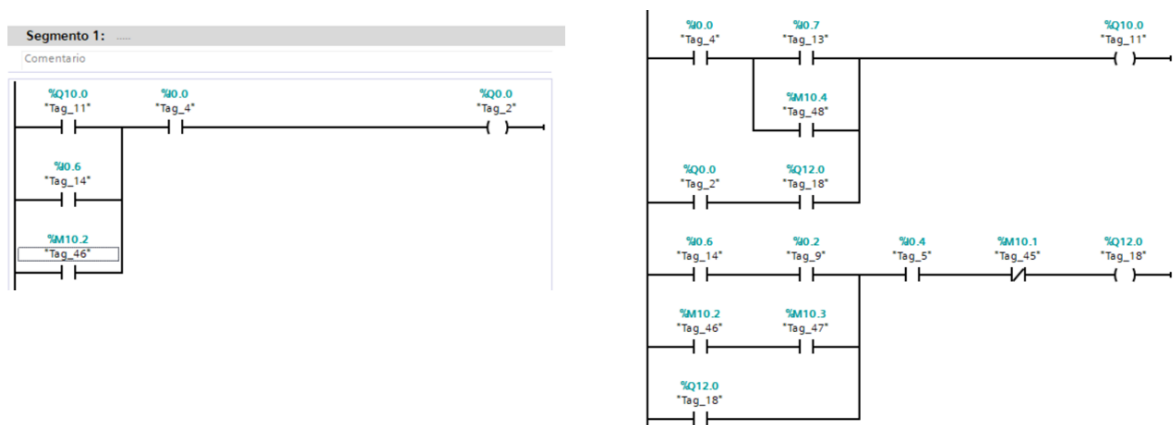 Segmento 1: ....
Comentario
%Q10.0 %I0.0 %Q0.0
"Tag_11" "Tag_4" "Tag_2"
%I0.6
"Tag_14"
%M10.2
"Tag_46"
%I0.0 %I0.7 %Q10.0
"Tag_4" "Tag_13" "Tag_11"
%M10.4
"Tag_48"
%Q0.0 %Q12.0
"Tag_2" "Tag_18"
%I0.6 %I0.2 %I0.4 %M10.1 %Q12.0
"Tag_14" "Tag_9" "Tag_5" "Tag_45" "Tag_18"
%M10.2 %M10.3
"Tag_46" "Tag_47"
%Q12.0
"Tag_18"